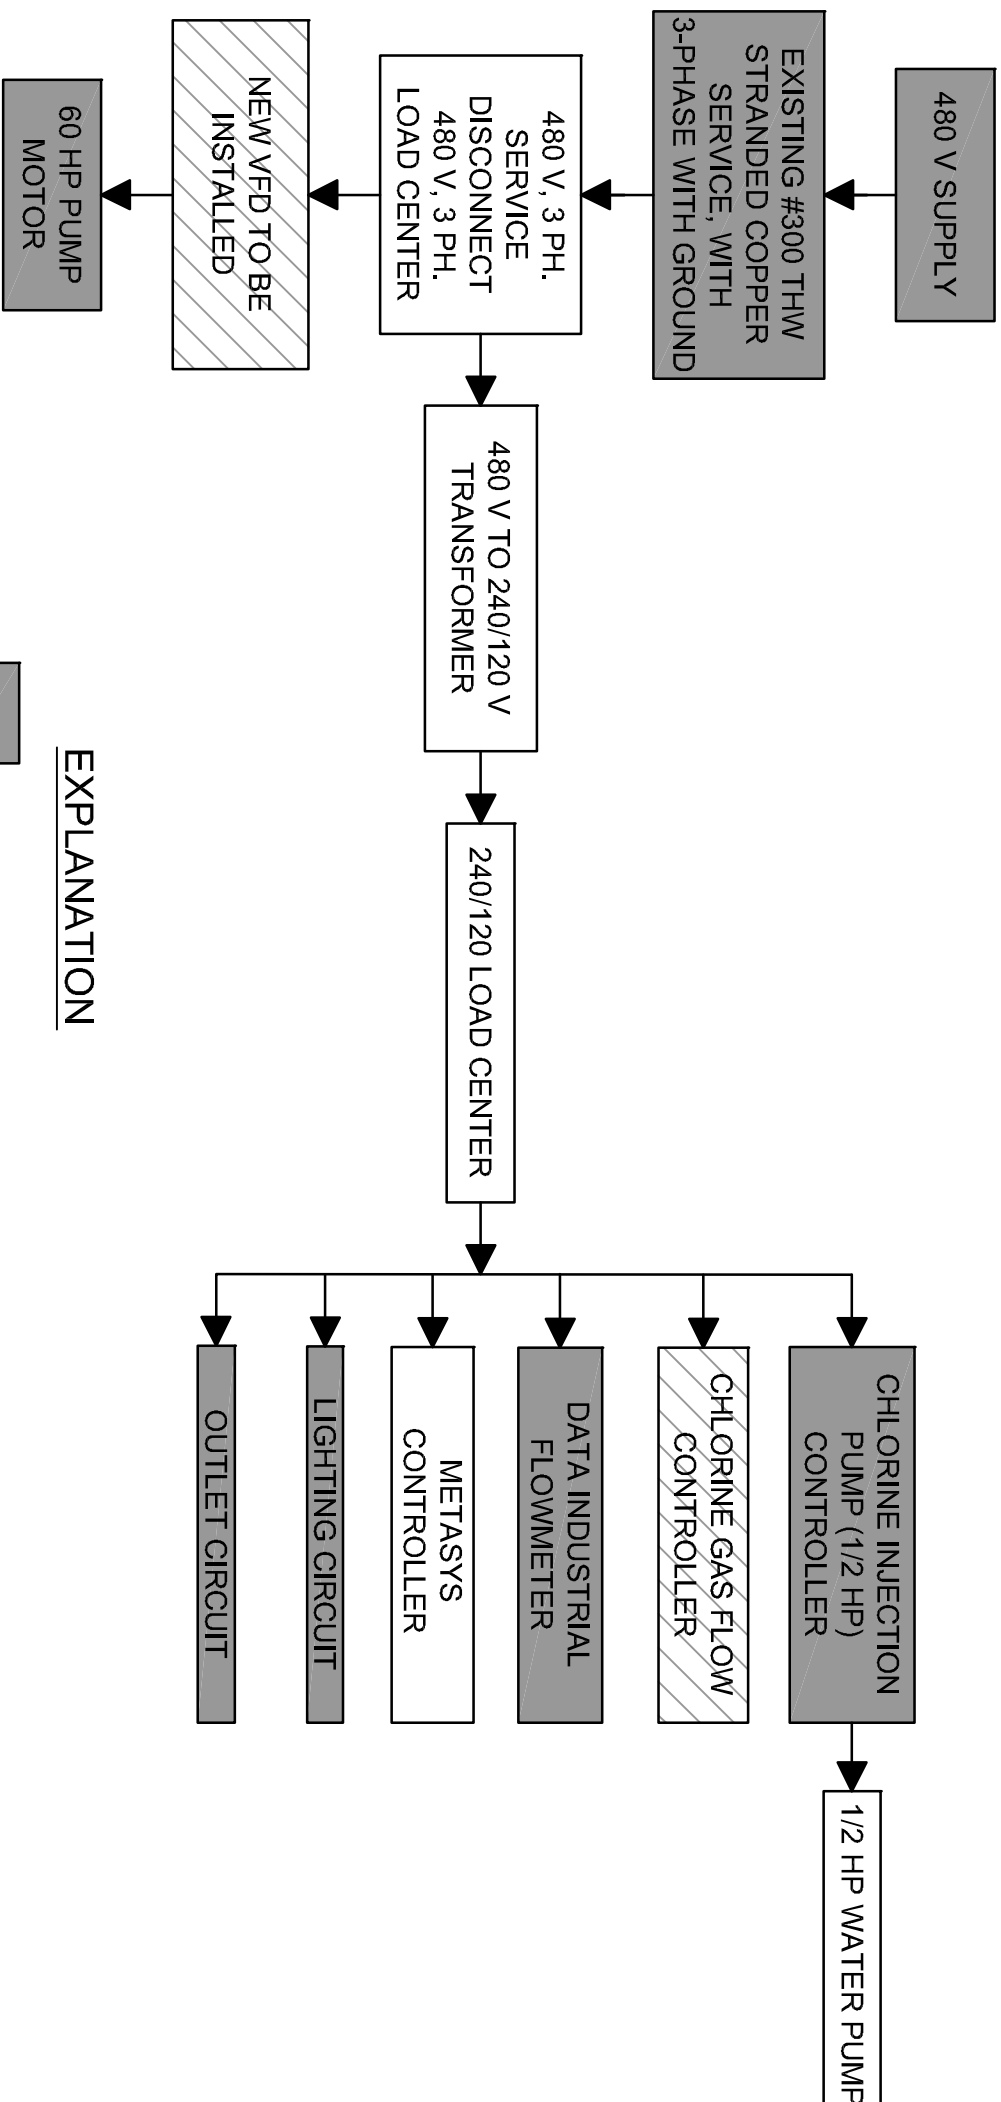 480 V SUPPLY
EXISTING #300 THW
STRANDED COPPER
SERVICE, WITH
3-PHASE WITH GROUND
480 V, 3 PH.
SERVICE
DISCONNECT
480 V, 3 PH.
LOAD CENTER
NEW VFD TO BE
INSTALLED
60 HP PUMP
MOTOR
480 V TO 240/120 V
TRANSFORMER
240/120 LOAD CENTER
CHLORINE INJECTION
PUMP (1/2 HP)
CONTROLLER
1/2 HP WATER PUMP
CHLORINE GAS FLOW
CONTROLLER
DATA INDUSTRIAL
FLOWMETER
METASYS
CONTROLLER
LIGHTING CIRCUIT
OUTLET CIRCUIT
EXPLANATION